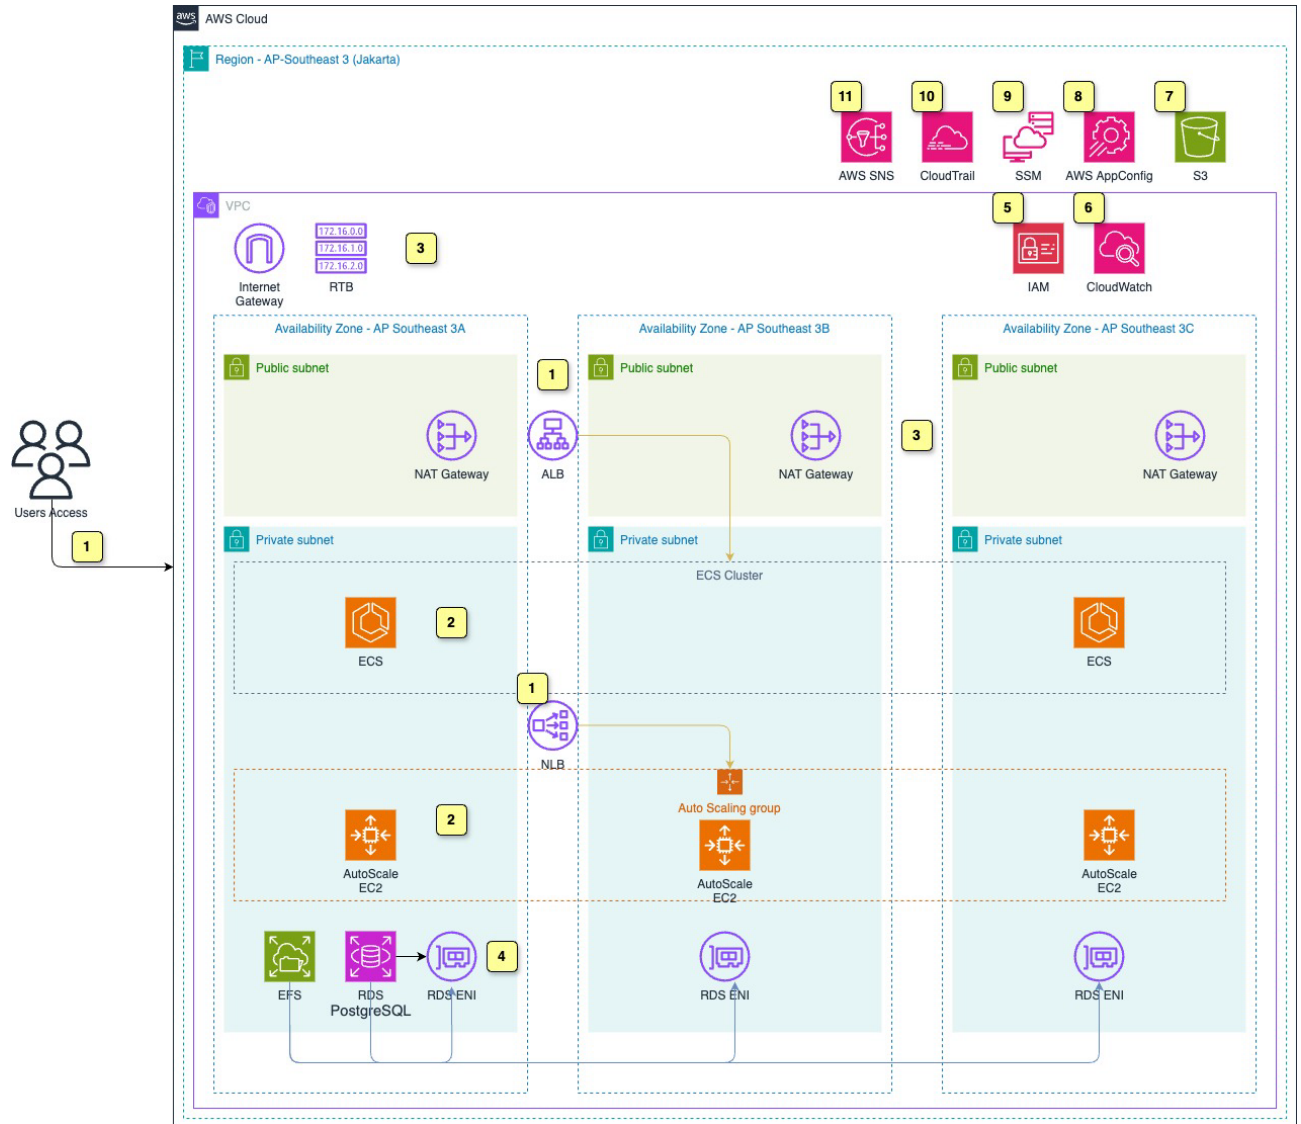 aws
AWS Cloud
Region - AP-Southeast 3 (Jakarta)
11
10
9
8
7
AWS SNS
CloudTrail
SSM
AWS AppConfig
S3
VPC
5
6
172.16.0.0
172.16.1.0
172.16.2.0
3
Internet
Gateway
RTB
IAM
CloudWatch
Availability Zone - AP Southeast 3A
Availability Zone - AP Southeast 3B
Availability Zone - AP Southeast 3C
Public subnet
1
Public subnet
Public subnet
3
NAT Gateway
ALB
NAT Gateway
NAT Gateway
Users Access
1
Private subnet
Private subnet
Private subnet
ECS Cluster
2
ECS
ECS
1
NLB
Auto Scaling group
2
AutoScale
EC2
AutoScale
EC2
AutoScale
EC2
4
EFS
RDS
PostgreSQL
RDS ENI
RDS ENI
RDS ENI